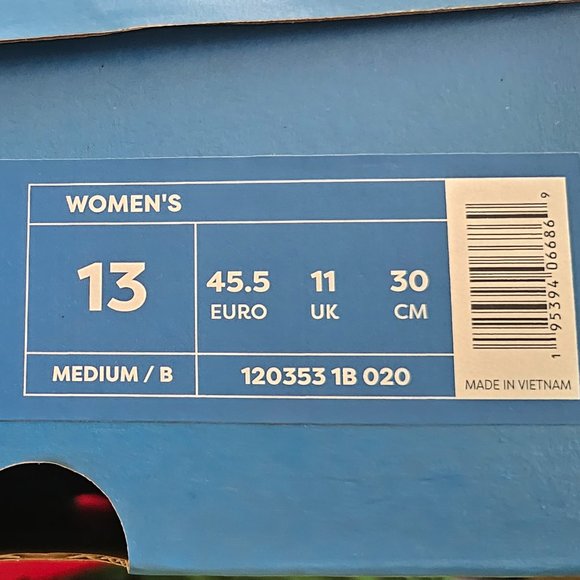 WOMEN'S
13
45.5 11 30
EURO UK CM
MEDIUM / B
120353 1B 020
1 95394 06686 9
MADE IN VIETNAM